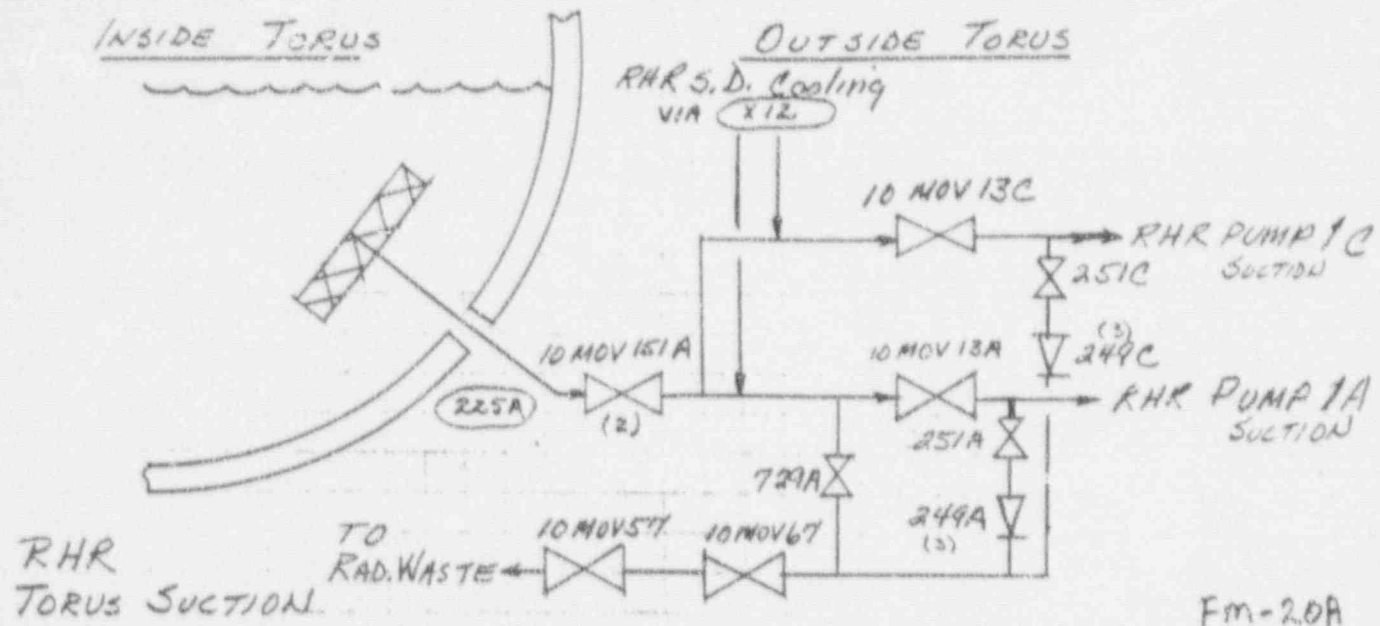 INSIDE TORUS
OUTSIDE TORUS
RHR S.D. Cooling
VIA X12
10 MOV 13C
RHR PUMP 1C
SUCTION
251C
(3)
249C
10 MOV 151A
10 MOV 13A
225A
(2)
RHR PUMP 1A
SUCTION
251A
729A
249A
(3)
TO
RAD. WASTE
10 MOV 57
10 MOV 67
RHR
TORUS SUCTION
FM-20A